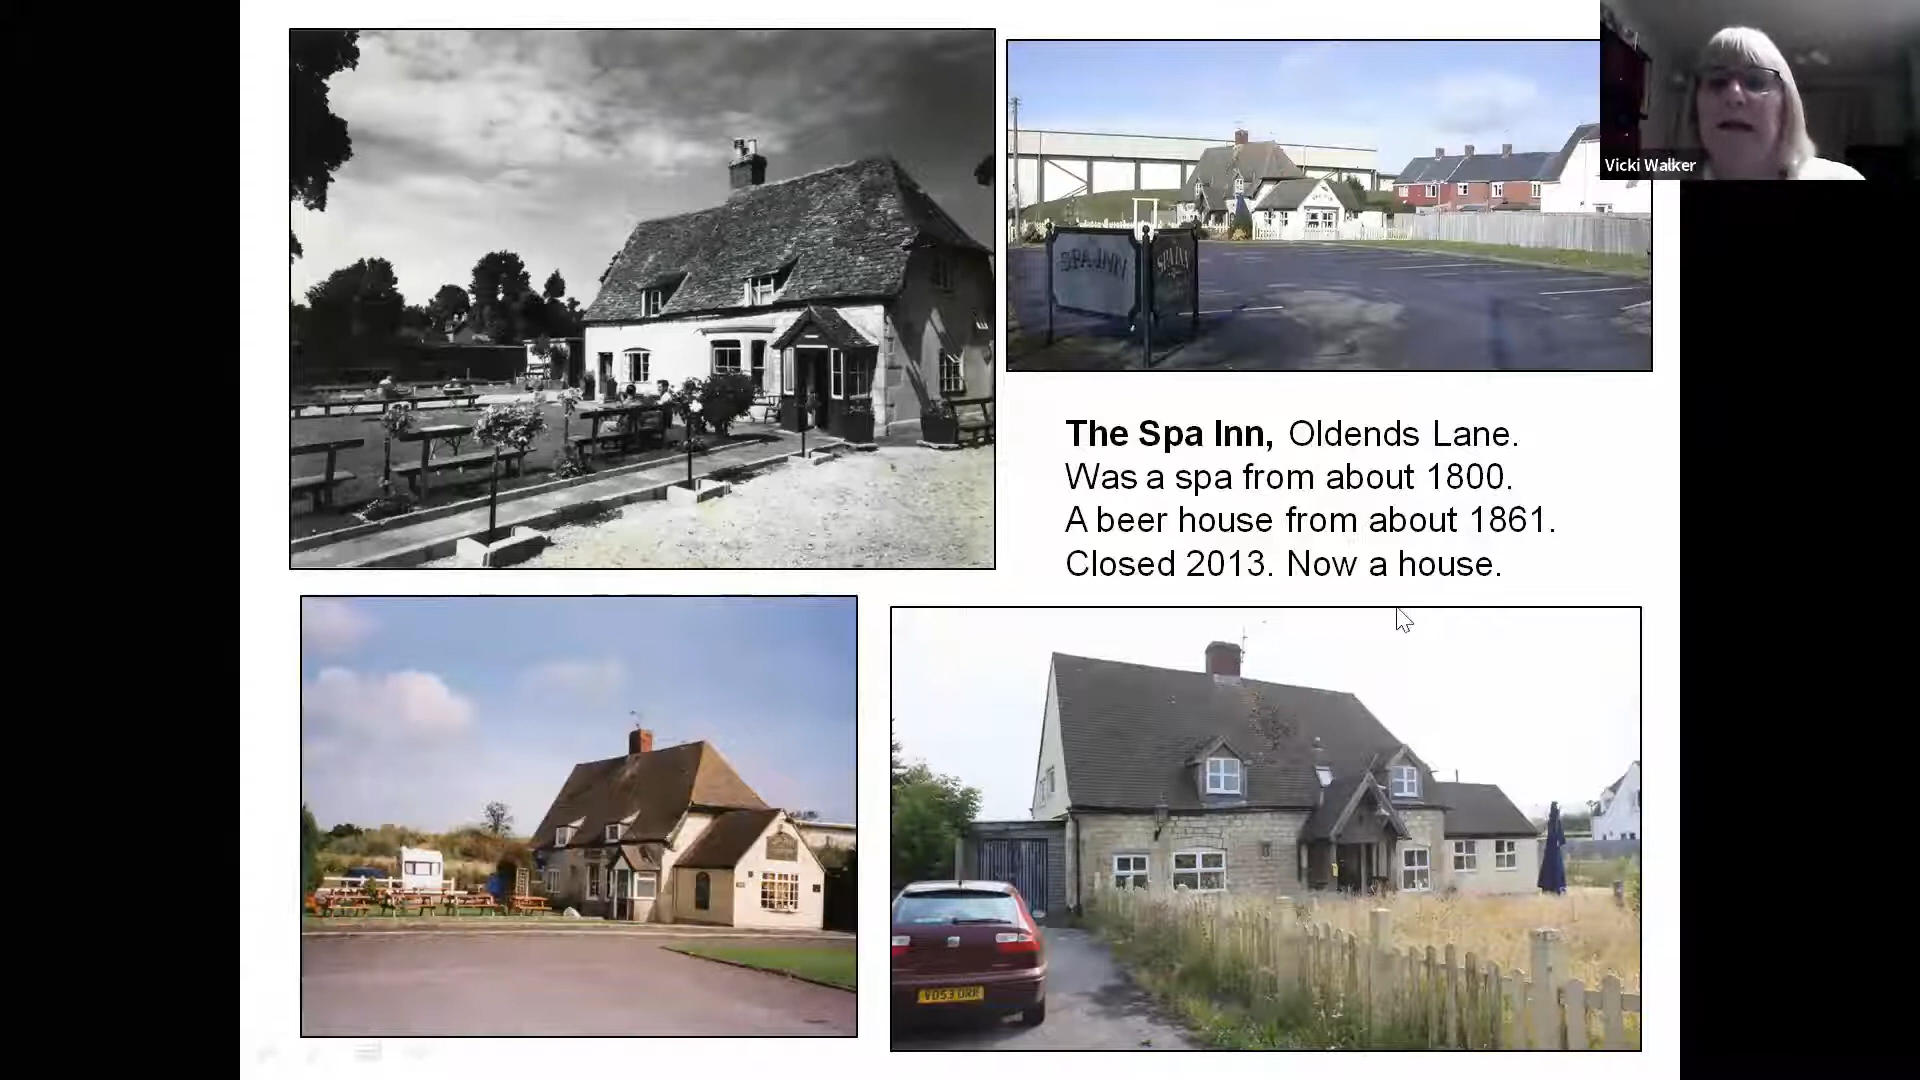 Vicki Walker
SPA INN
SPA INN
The Spa Inn, Oldends Lane.
Was a spa from about 1800.
A beer house from about 1861.
Closed 2013. Now a house.